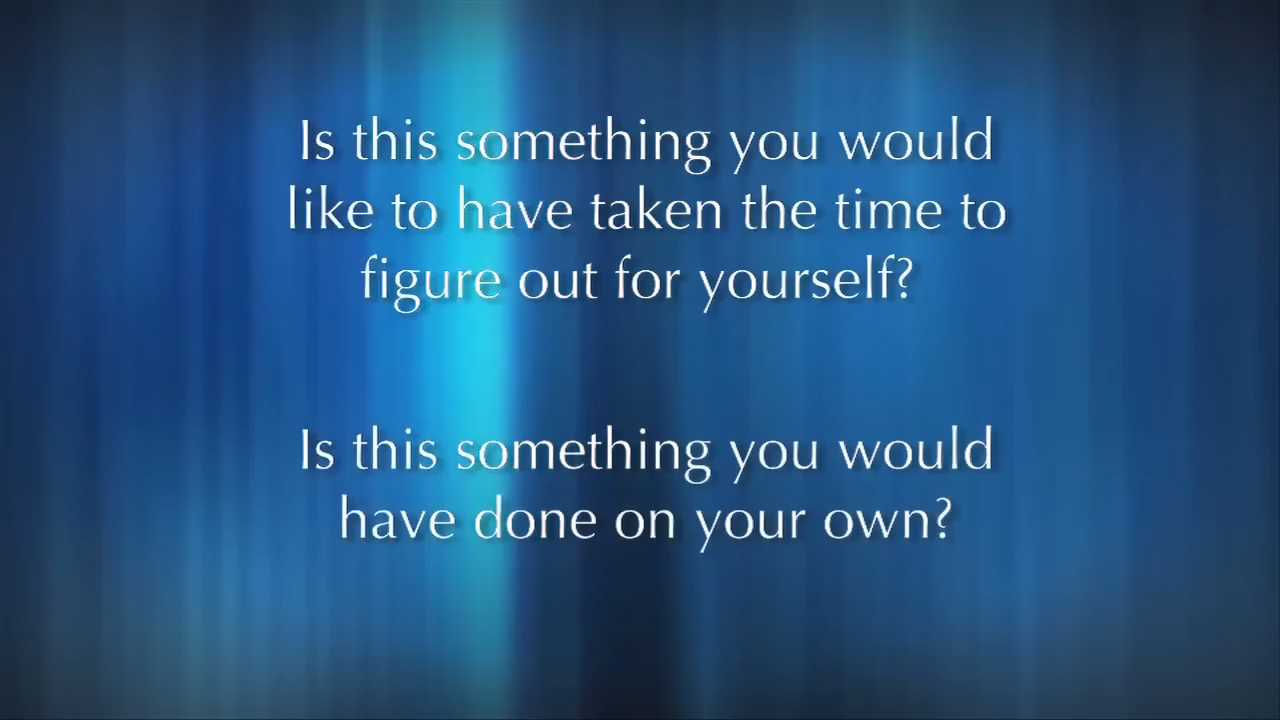 Is this something you would
like to have taken the time to
figure out for yourself?
Is this something you would
have done on your own?